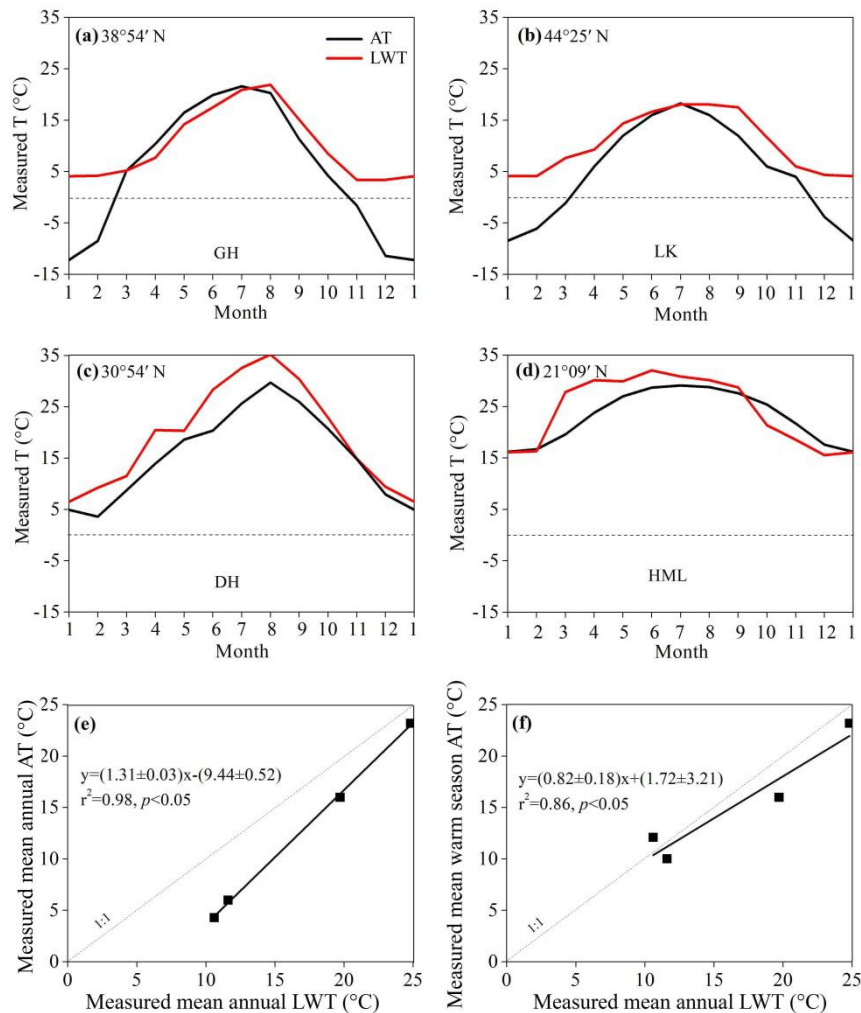 (a) 38°54′ N
AT
LWT
Measured T (°C)
35
25
15
5
-5
-15
GH
1 2 3 4 5 6 7 8 9 10 11 12 1
Month
(b) 44°25′ N
Measured T (°C)
35
25
15
5
-5
-15
LK
1 2 3 4 5 6 7 8 9 10 11 12 1
Month
(c) 30°54′ N
Measured T (°C)
35
25
15
5
-5
-15
DH
1 2 3 4 5 6 7 8 9 10 11 12 1
Month
(d) 21°09′ N
Measured T (°C)
35
25
15
5
-5
-15
HML
1 2 3 4 5 6 7 8 9 10 11 12 1
Month
(e)
Measured mean annual AT (°C)
25
20
15
10
5
0
y=(1.31±0.03)x-(9.44±0.52)
r²=0.98, p<0.05
1:1
0 5 10 15 20 25
Measured mean annual LWT (°C)
(f)
Measured mean warm season AT (°C)
25
20
15
10
5
0
y=(0.82±0.18)x+(1.72±3.21)
r²=0.86, p<0.05
1:1
0 5 10 15 20 25
Measured mean annual LWT (°C)